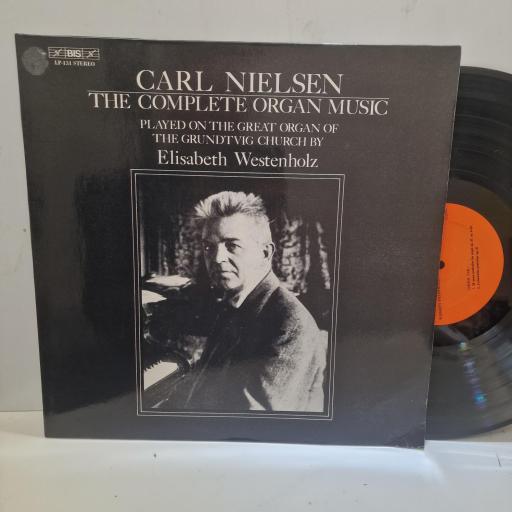 BIS
LP-131 STEREO
CARL NIELSEN
THE COMPLETE ORGAN MUSIC
PLAYED ON THE GREAT ORGAN OF
THE GRUNDTVIG CHURCH BY
Elisabeth Westenholz